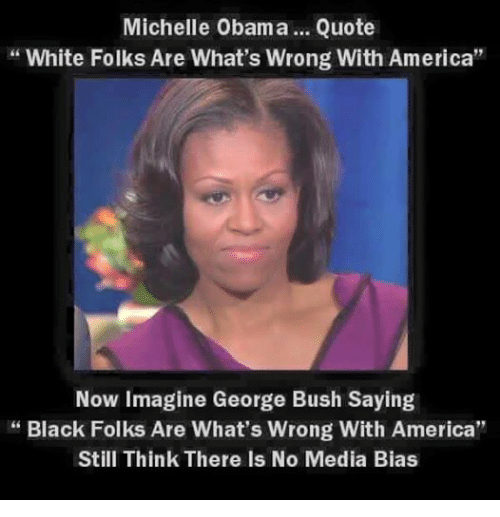 Michelle Obama ... Quote
“ White Folks Are What's Wrong With America”
Now Imagine George Bush Saying
“ Black Folks Are What's Wrong With America”
Still Think There Is No Media Bias